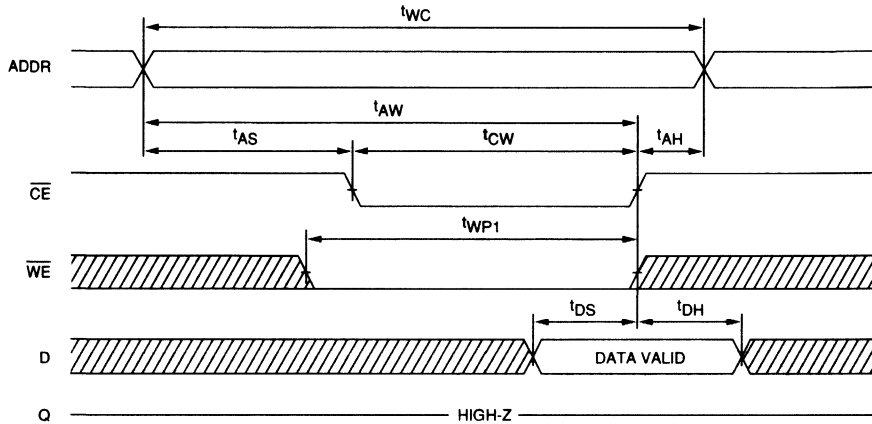 tWC
ADDR
tAW
tAS tCW tAH
CE
tWP1
WE
tDS tDH
D DATA VALID
Q HIGH-Z